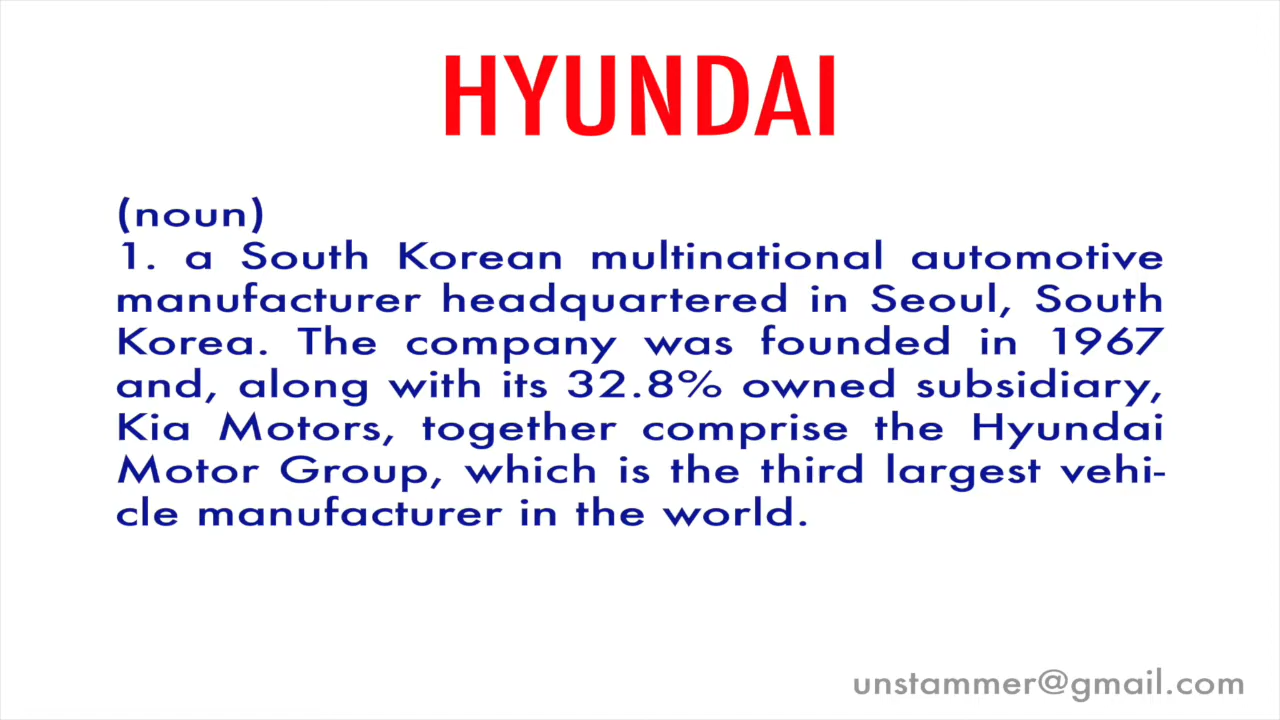 HYUNDAI
(noun)
1. a South Korean multinational automotive
manufacturer headquartered in Seoul, South
Korea. The company was founded in 1967
and, along with its 32.8% owned subsidiary,
Kia Motors, together comprise the Hyundai
Motor Group, which is the third largest vehi-
cle manufacturer in the world.
unstammer@gmail.com